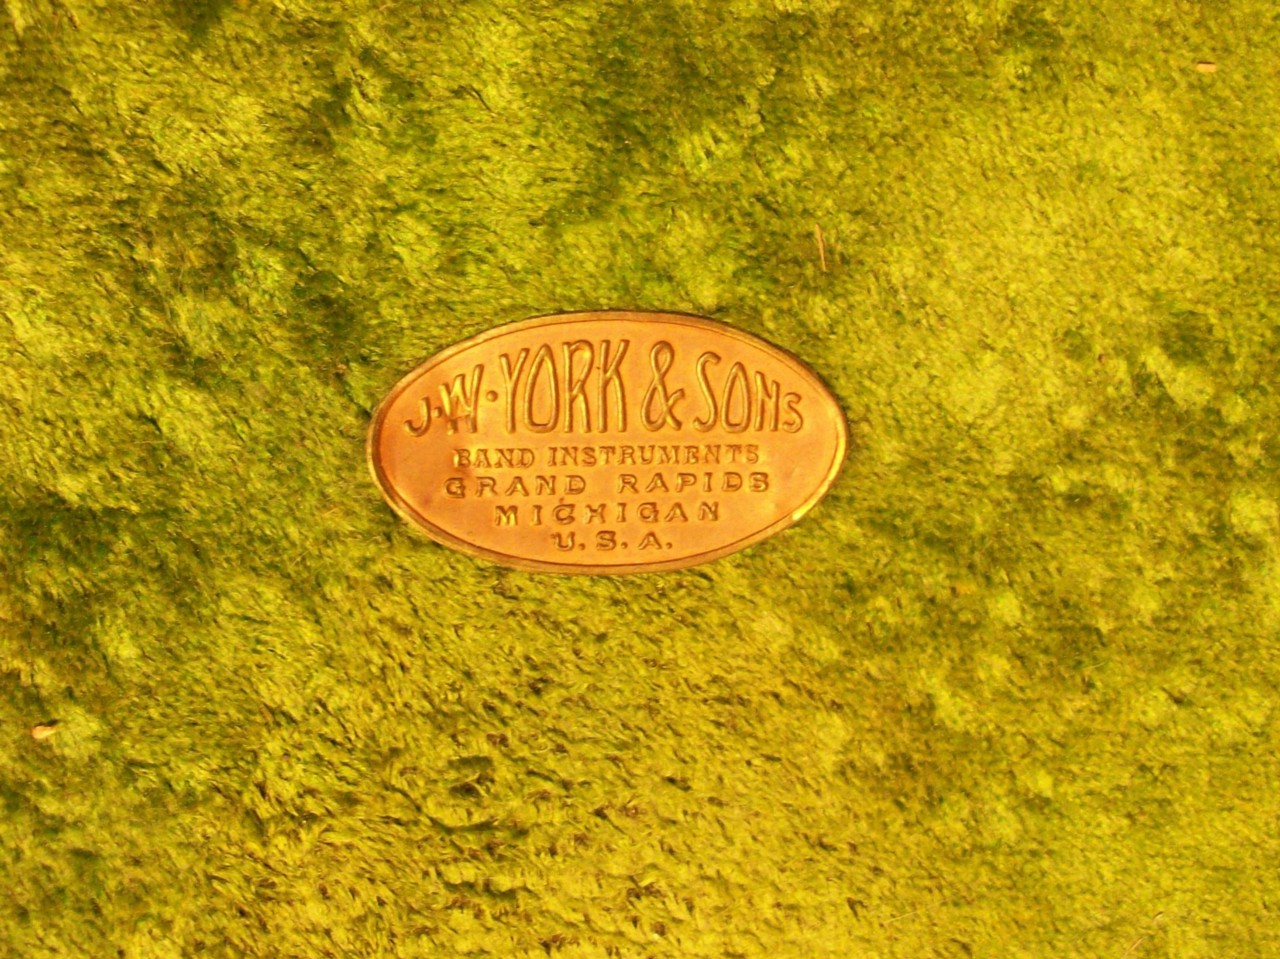 J·W·YORK & SONS
BAND INSTRUMENTS
GRAND RAPIDS
MICHIGAN
U.S.A.